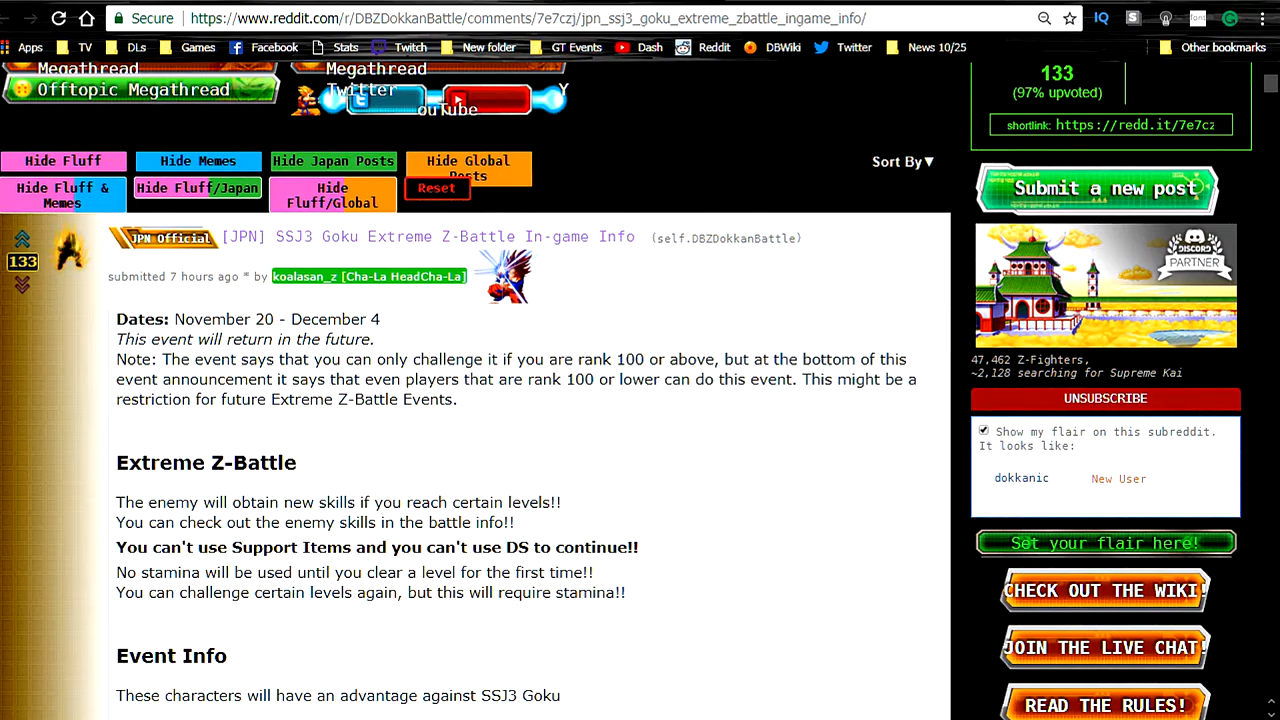 Secure
https://www.reddit.com/r/DBZDokkanBattle/comments/7e7czj/jpn_ssj3_goku_extreme_zbattle_ingame_info/
IQ
S
font
Apps TV DLs Games Facebook Stats Twitch New folder GT Events Dash Reddit DBWiki Twitter News 10/25 Other bookmarks
Megathread
Megathread
Offtopic Megathread
Twitter
Y
ouTube
133
(97% upvoted)
shortlink: https://redd.it/7e7cz
Hide Fluff
Hide Memes
Hide Japan Posts
Hide Global
Posts
Sort By▼
Hide Fluff &
Memes
Hide Fluff/Japan
Hide
Fluff/Global
Reset
Submit a new post
133
JPN Official
[JPN] SSJ3 Goku Extreme Z-Battle In-game Info (self.DBZDokkanBattle)
submitted 7 hours ago * by koalasan_z [Cha-La HeadCha-La]
DISCORD
PARTNER
Dates: November 20 - December 4
This event will return in the future.
Note: The event says that you can only challenge it if you are rank 100 or above, but at the bottom of this
event announcement it says that even players that are rank 100 or lower can do this event. This might be a
restriction for future Extreme Z-Battle Events.
47,462 Z-Fighters,
~2,128 searching for Supreme Kai
UNSUBSCRIBE
Show my flair on this subreddit.
It looks like:
dokkanic New User
Extreme Z-Battle
The enemy will obtain new skills if you reach certain levels!!
You can check out the enemy skills in the battle info!!
You can't use Support Items and you can't use DS to continue!!
No stamina will be used until you clear a level for the first time!!
You can challenge certain levels again, but this will require stamina!!
Set your flair here!
CHECK OUT THE WIKI!
JOIN THE LIVE CHAT!
READ THE RULES!
Event Info
These characters will have an advantage against SSJ3 Goku